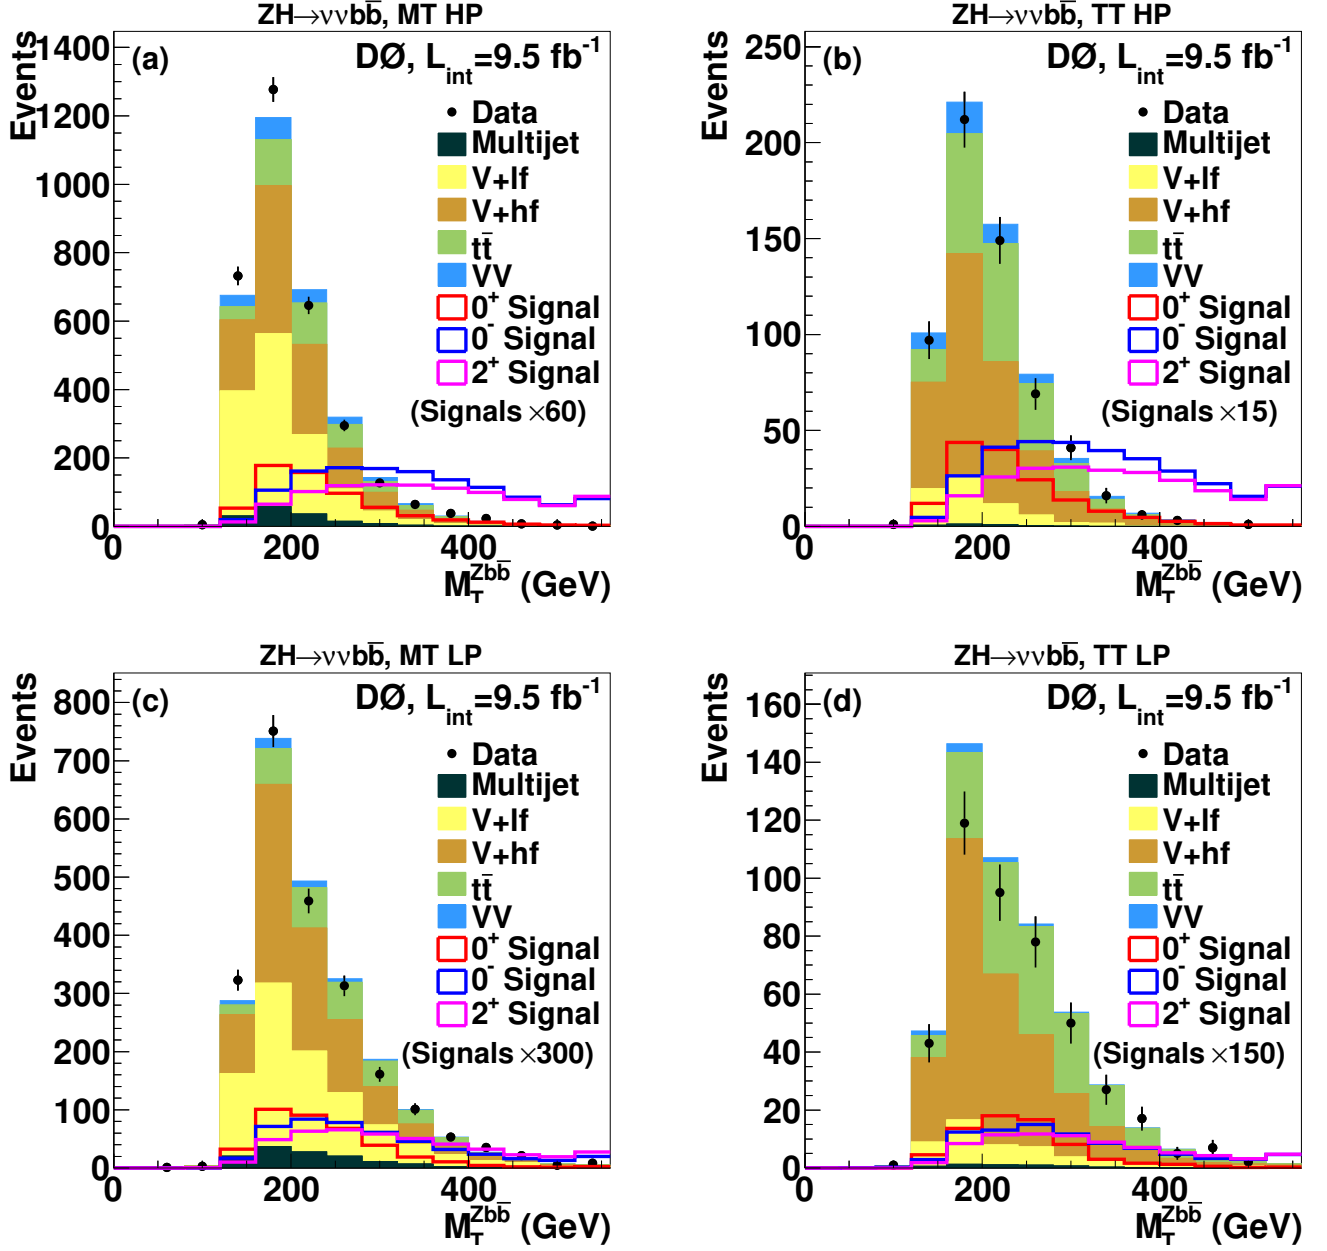 ZH→ννbb̄, MT HP
Events
1400
1200
1000
800
600
400
200
0
(a)
DØ, L_int=9.5 fb⁻¹
Data
Multijet
V+lf
V+hf
tt̄
VV
0⁺ Signal
0⁻ Signal
2⁺ Signal
(Signals ×60)
0 200 400
M_T^{Zbb̄} (GeV)
ZH→ννbb̄, TT HP
Events
250
200
150
100
50
0
(b)
DØ, L_int=9.5 fb⁻¹
Data
Multijet
V+lf
V+hf
tt̄
VV
0⁺ Signal
0⁻ Signal
2⁺ Signal
(Signals ×15)
0 200 400
M_T^{Zbb̄} (GeV)
ZH→ννbb̄, MT LP
Events
800
700
600
500
400
300
200
100
0
(c)
DØ, L_int=9.5 fb⁻¹
Data
Multijet
V+lf
V+hf
tt̄
VV
0⁺ Signal
0⁻ Signal
2⁺ Signal
(Signals ×300)
0 200 400
M_T^{Zbb̄} (GeV)
ZH→ννbb̄, TT LP
Events
160
140
120
100
80
60
40
20
0
(d)
DØ, L_int=9.5 fb⁻¹
Data
Multijet
V+lf
V+hf
tt̄
VV
0⁺ Signal
0⁻ Signal
2⁺ Signal
(Signals ×150)
0 200 400
M_T^{Zbb̄} (GeV)